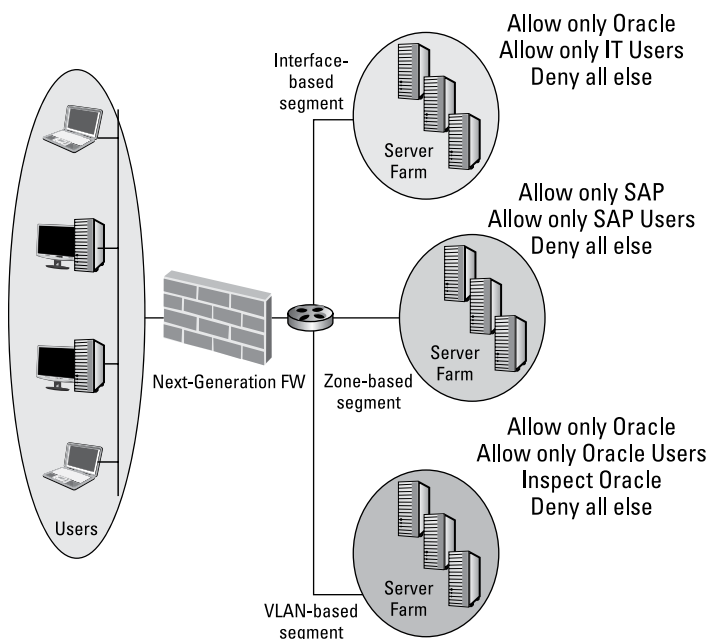 Allow only Oracle
Allow only IT Users
Deny all else
Interface-
based
segment
Server
Farm
Allow only SAP
Allow only SAP Users
Deny all else
Server
Farm
Next-Generation FW
Zone-based
segment
Allow only Oracle
Allow only Oracle Users
Inspect Oracle
Deny all else
Users
Server
Farm
VLAN-based
segment